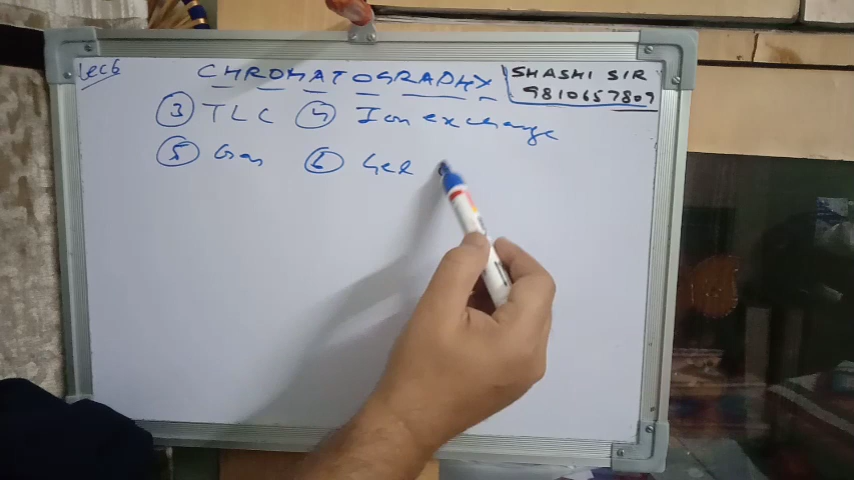 Lec6
CHROMATOGRAPHY
SHASHI SIR
9810657809
③ TLC ④ Ion exchange
⑤ Gas ⑥ Gel